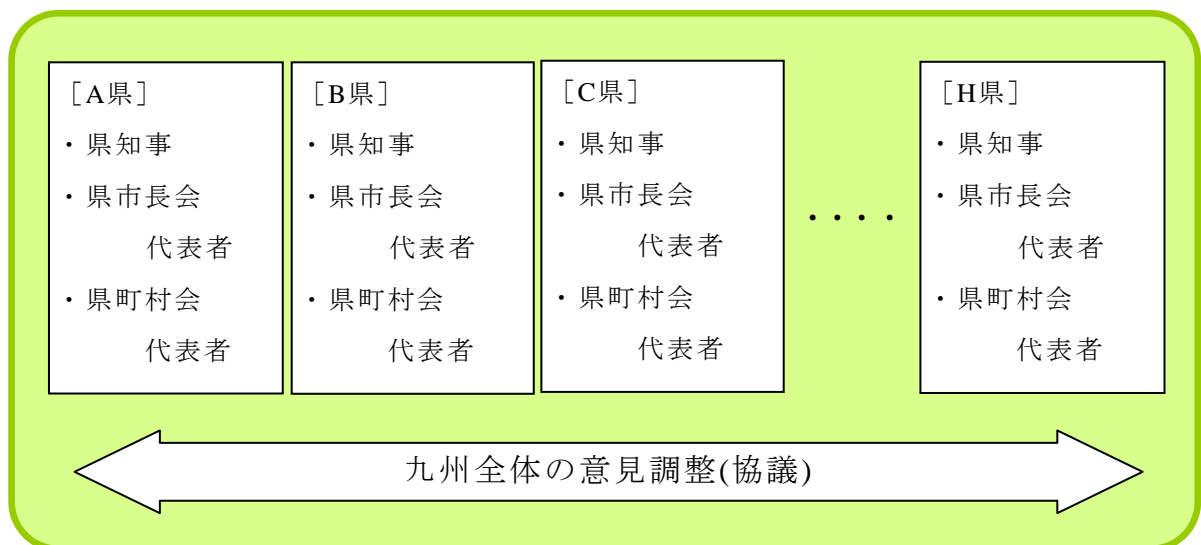 ［A県］
・県知事
・県市長会
代表者
・県町村会
代表者
［B県］
・県知事
・県市長会
代表者
・県町村会
代表者
［C県］
・県知事
・県市長会
代表者
・県町村会
代表者
・・・・
［H県］
・県知事
・県市長会
代表者
・県町村会
代表者
九州全体の意見調整(協議)